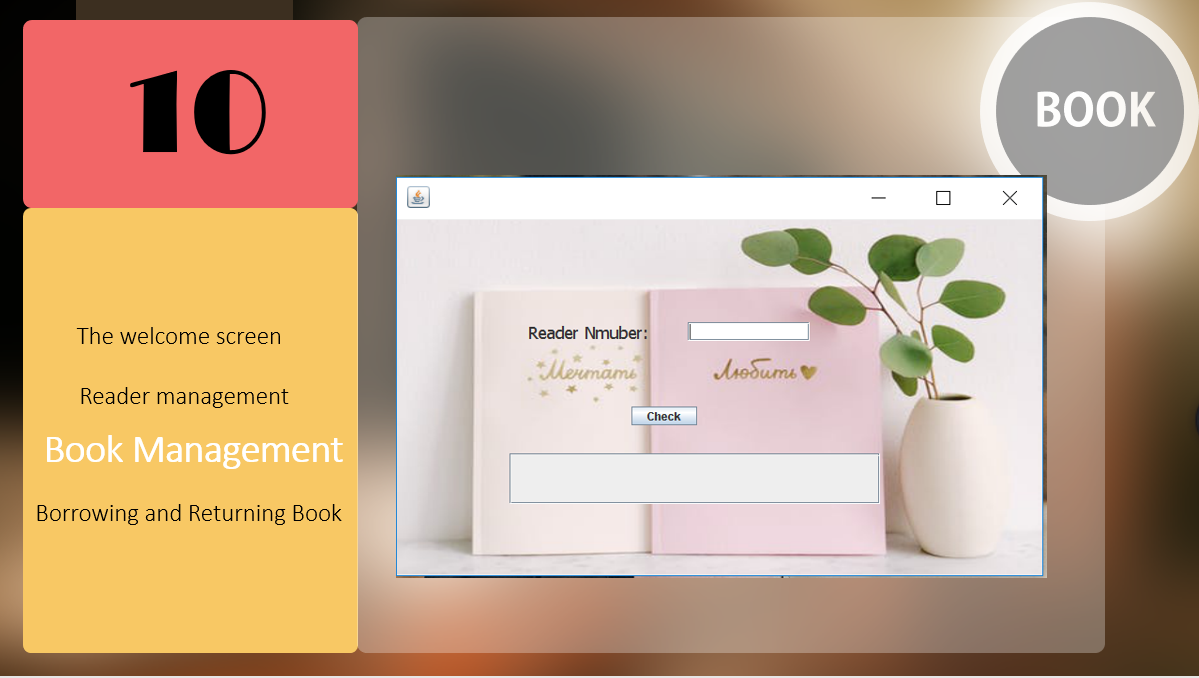 10
The welcome screen
Reader management
Book Management
Borrowing and Returning Book
BOOK
Reader Nmuber:
Мечтать
Любить
Check